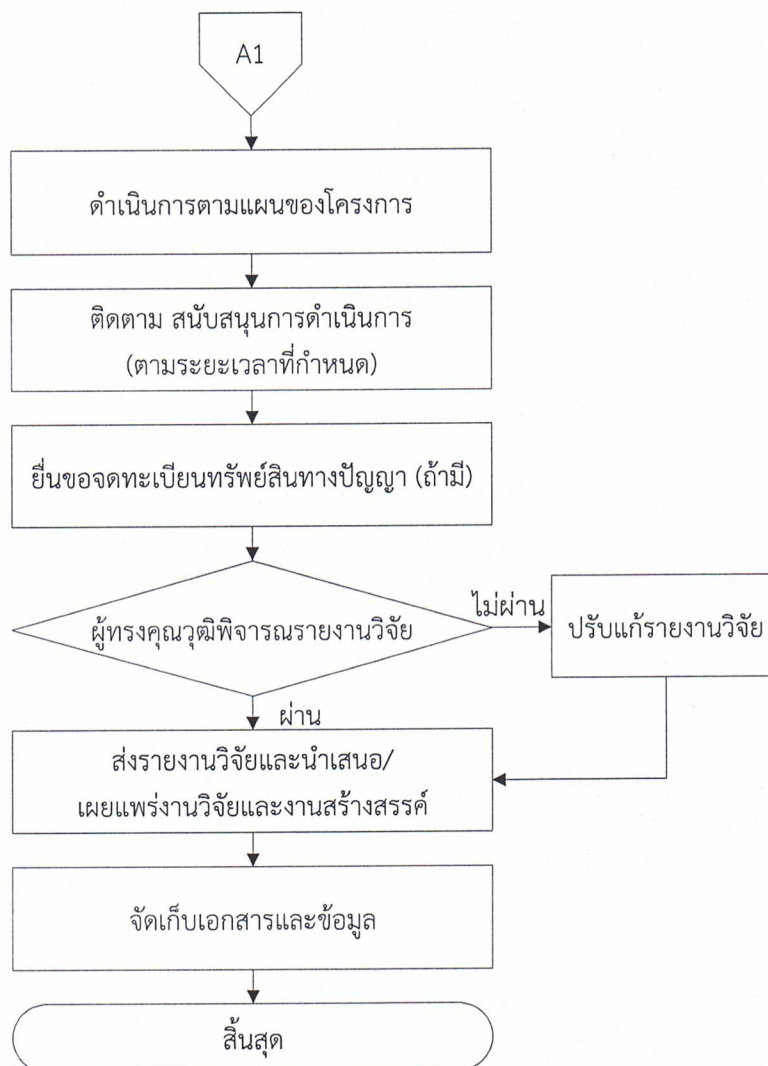 A1
ดำเนินการตามแผนของโครงการ
ติดตาม สนับสนุนการดำเนินการ
(ตามระยะเวลาที่กำหนด)
ยื่นขอจดทะเบียนทรัพย์สินทางปัญญา (ถ้ามี)
ผู้ทรงคุณวุฒิพิจารณรายงานวิจัย
ไม่ผ่าน
ปรับแก้รายงานวิจัย
ผ่าน
ส่งรายงานวิจัยและนำเสนอ/
เผยแพร่งานวิจัยและงานสร้างสรรค์
จัดเก็บเอกสารและข้อมูล
สิ้นสุด